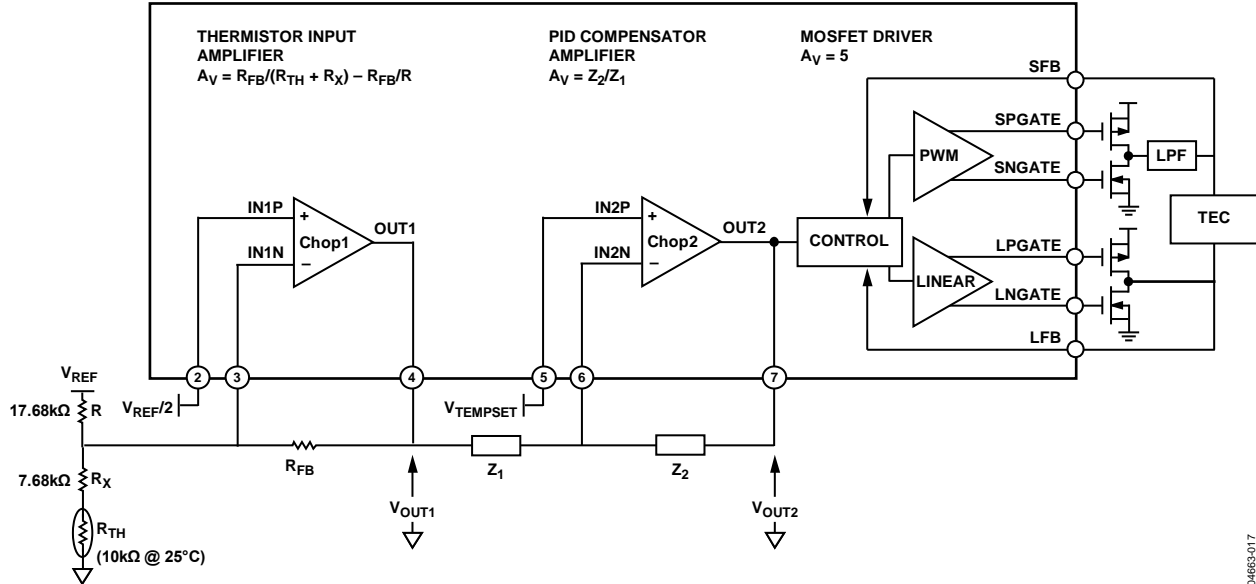 THERMISTOR INPUT
AMPLIFIER
A_V = R_FB/(R_TH + R_X) – R_FB/R
PID COMPENSATOR
AMPLIFIER
A_V = Z_2/Z_1
MOSFET DRIVER
A_V = 5
SFB
SPGATE
PWM
SNGATE
LPF
TEC
IN1P
+
Chop1
OUT1
IN1N
–
IN2P
+
Chop2
OUT2
IN2N
–
CONTROL
LPGATE
LINEAR
LNGATE
LFB
2
3
4
5
6
7
V_REF
17.68kΩ
R
V_REF/2
V_TEMPSET
R_FB
Z_1
Z_2
7.68kΩ
R_X
V_OUT1
V_OUT2
R_TH
(10kΩ @ 25°C)
04663-017